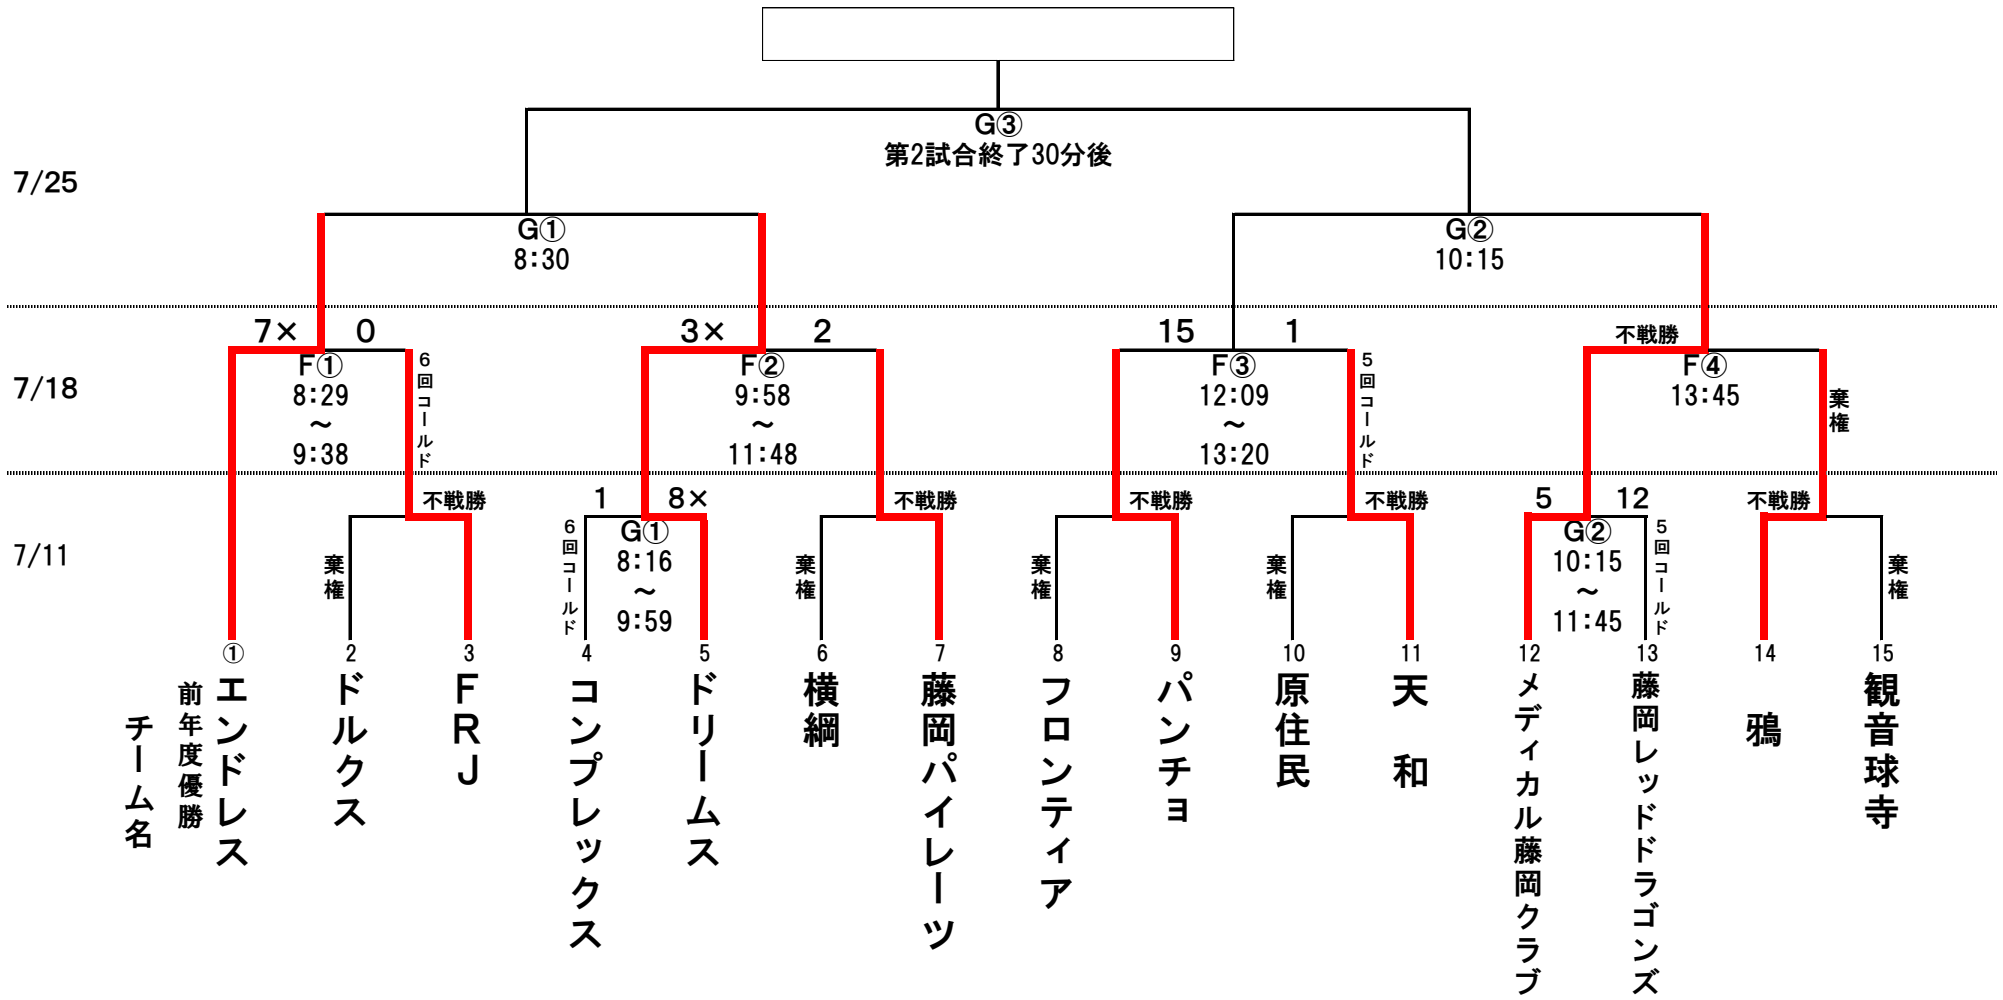 G③
第2試合終了30分後
7/25
G①
8:30
G②
10:15
7× 0
3× 2
15 1
不戦勝
7/18
F①
8:29
～
9:38
6回コールド
F②
9:58
～
11:48
F③
12:09
～
13:20
5回コールド
F④
13:45
棄権
7/11
不戦勝
1 8×
不戦勝
不戦勝
不戦勝
5 12
不戦勝
棄権
6回コールド
G①
8:16
～
9:59
棄権
棄権
棄権
G②
10:15
～
11:45
5回コールド
棄権
① 2 3 4 5 6 7 8 9 10 11 12 13 14 15
チーム名
前年度優勝
エンドレス
ドルクス
FRJ
コンプレックス
ドリームス
横綱
藤岡パイレーツ
フロンティア
パンチョ
原住民
天和
メディカル藤岡クラブ
藤岡レッドドラゴンズ
鴉
観音球寺